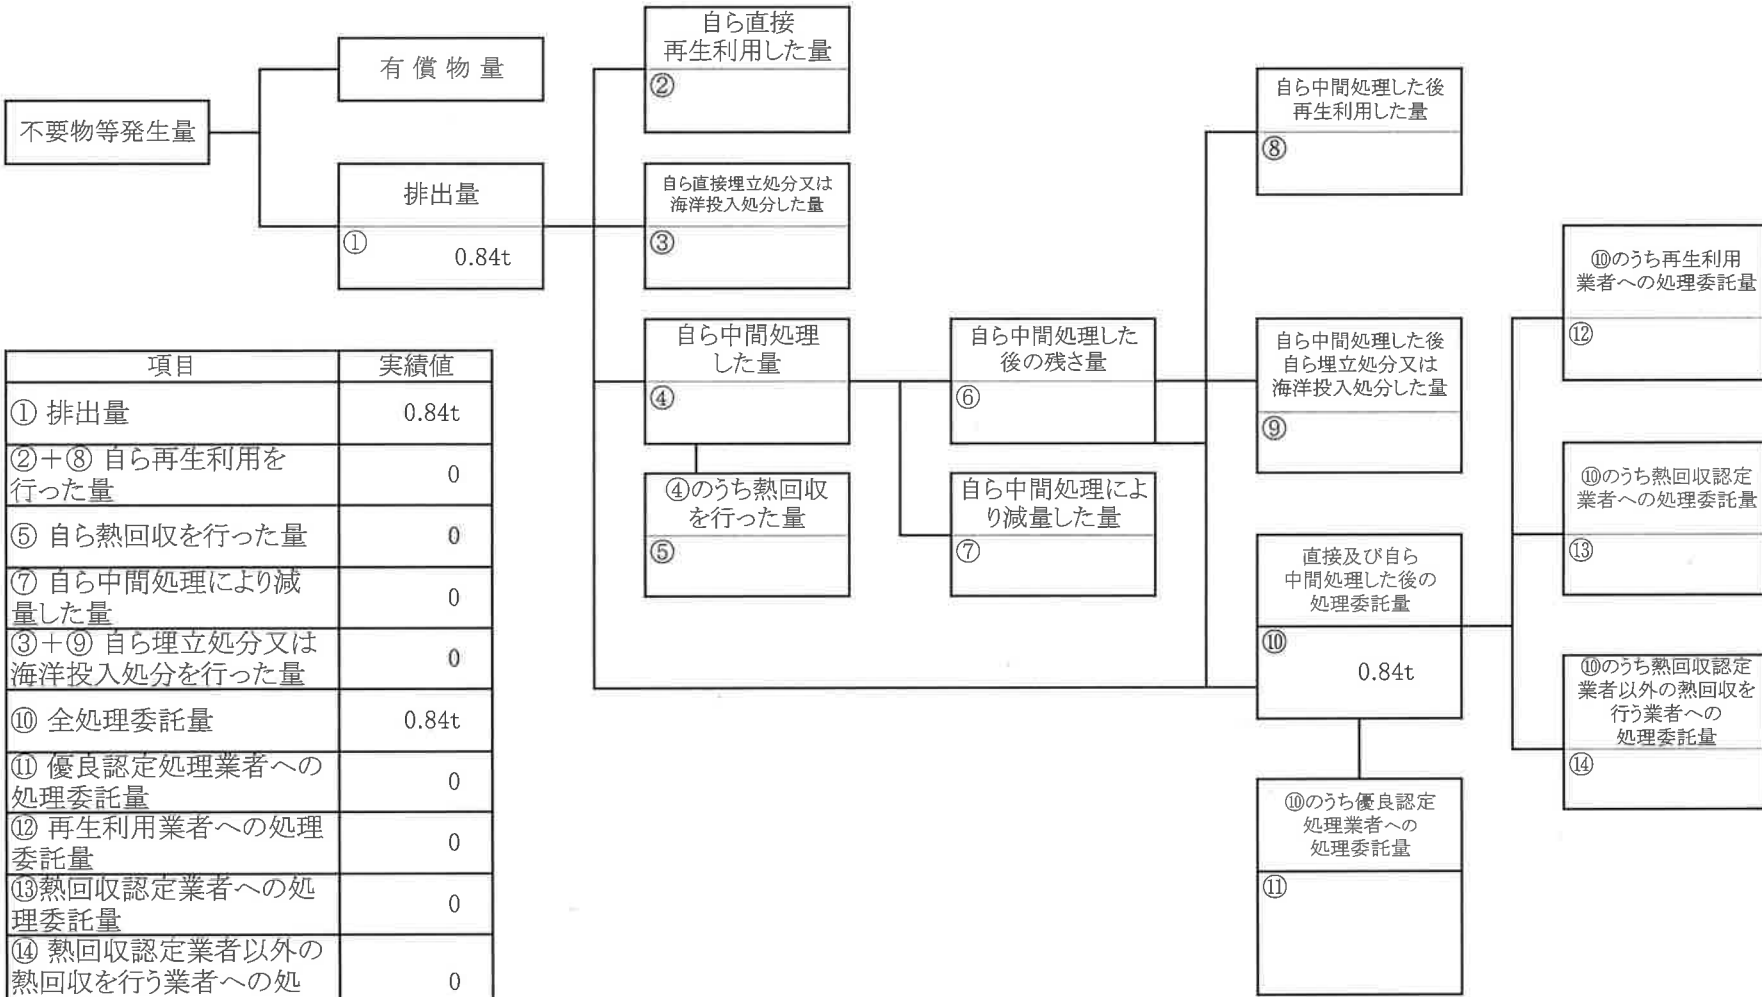 不要物等発生量
有 償 物 量
排出量
①
0.84t
自ら直接
再生利用した量
②
自ら直接埋立処分又は
海洋投入処分した量
③
自ら中間処理
した量
④
④のうち熱回収
を行った量
⑤
自ら中間処理した
後の残さ量
⑥
自ら中間処理によ
り減量した量
⑦
自ら中間処理した後
再生利用した量
⑧
自ら中間処理した後
自ら埋立処分又は
海洋投入処分した量
⑨
直接及び自ら
中間処理した後の
処理委託量
⑩
0.84t
⑩のうち優良認定
処理業者への
処理委託量
⑪
⑩のうち再生利用
業者への処理委託量
⑫
⑩のうち熱回収認定
業者への処理委託量
⑬
⑩のうち熱回収認定
業者以外の熱回収を
行う業者への
処理委託量
⑭
項目 実績値
① 排出量 0.84t
②＋⑧ 自ら再生利用を
行った量 0
⑤ 自ら熱回収を行った量 0
⑦ 自ら中間処理により減
量した量 0
③＋⑨ 自ら埋立処分又は
海洋投入処分を行った量 0
⑩ 全処理委託量 0.84t
⑪ 優良認定処理業者への
処理委託量 0
⑫ 再生利用業者への処理
委託量 0
⑬熱回収認定業者への処
理委託量 0
⑭ 熱回収認定業者以外の
熱回収を行う業者への処 0